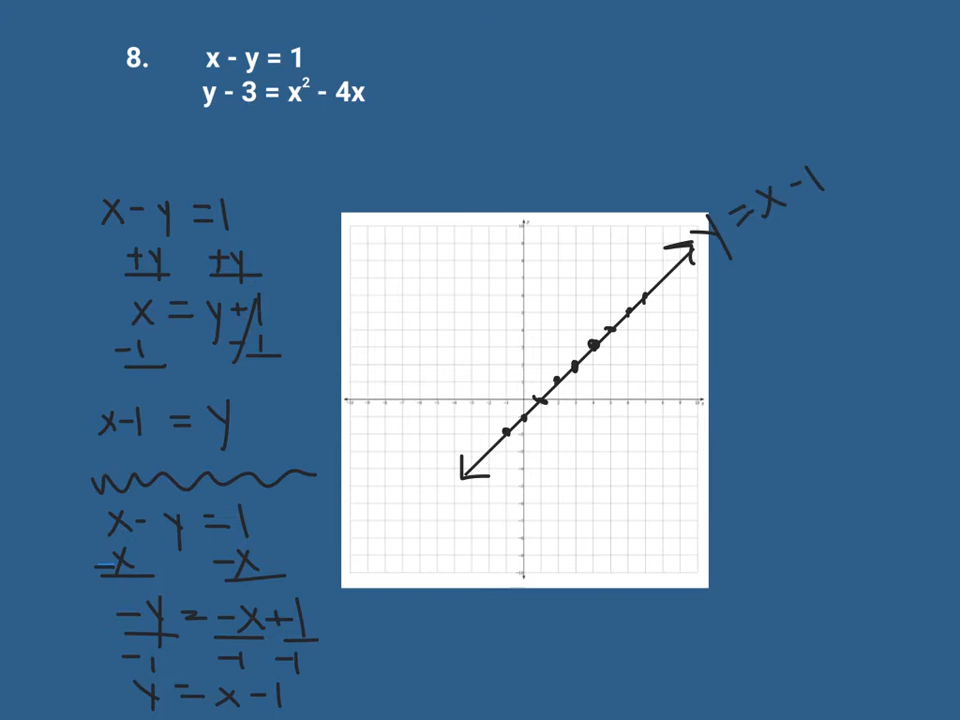 8. x - y = 1
y - 3 = x² - 4x
x - y = 1
+y +y
x = y + 1
-1 -1
x - 1 = y
x - y = 1
-x -x
-y = -x + 1
-1 -1 -1
y = x - 1
y = x - 1